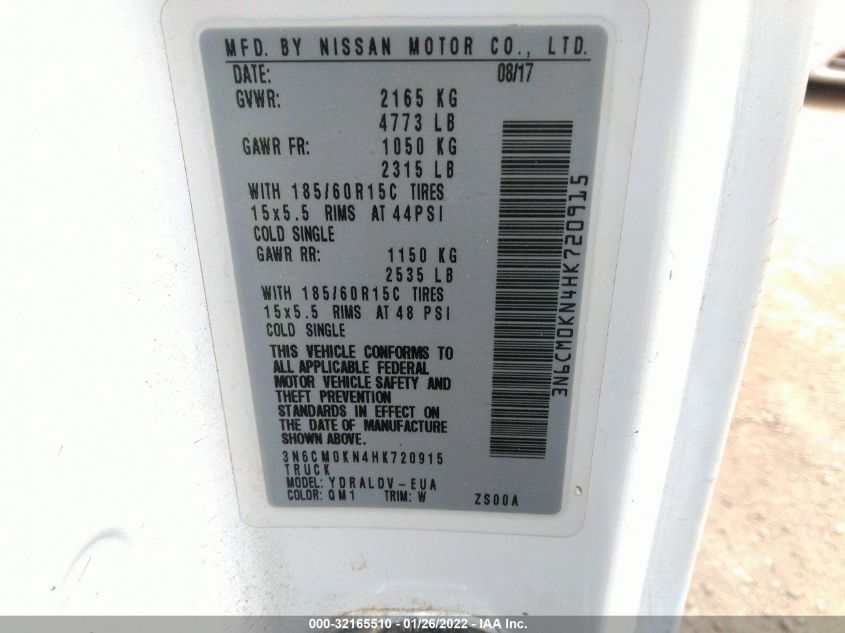 MFD. BY NISSAN MOTOR CO., LTD.
DATE: 08/17
GVWR: 2165 KG
4773 LB
GAWR FR: 1050 KG
2315 LB
WITH 185/60R15C TIRES
15x5.5 RIMS AT 44PSI
COLD SINGLE
GAWR RR: 1150 KG
2535 LB
WITH 185/60R15C TIRES
15x5.5 RIMS AT 48 PSI
COLD SINGLE
THIS VEHICLE CONFORMS TO
ALL APPLICABLE FEDERAL
MOTOR VEHICLE SAFETY AND
THEFT PREVENTION
STANDARDS IN EFFECT ON
THE DATE OF MANUFACTURE
SHOWN ABOVE.
3N6CM0KN4HK720915
TRUCK
MODEL: YDRALDV-EUA
COLOR: QM1 TRIM: W ZS00A
3N6CM0KN4HK720915
000-32165510 - 01/26/2022 - IAA Inc.